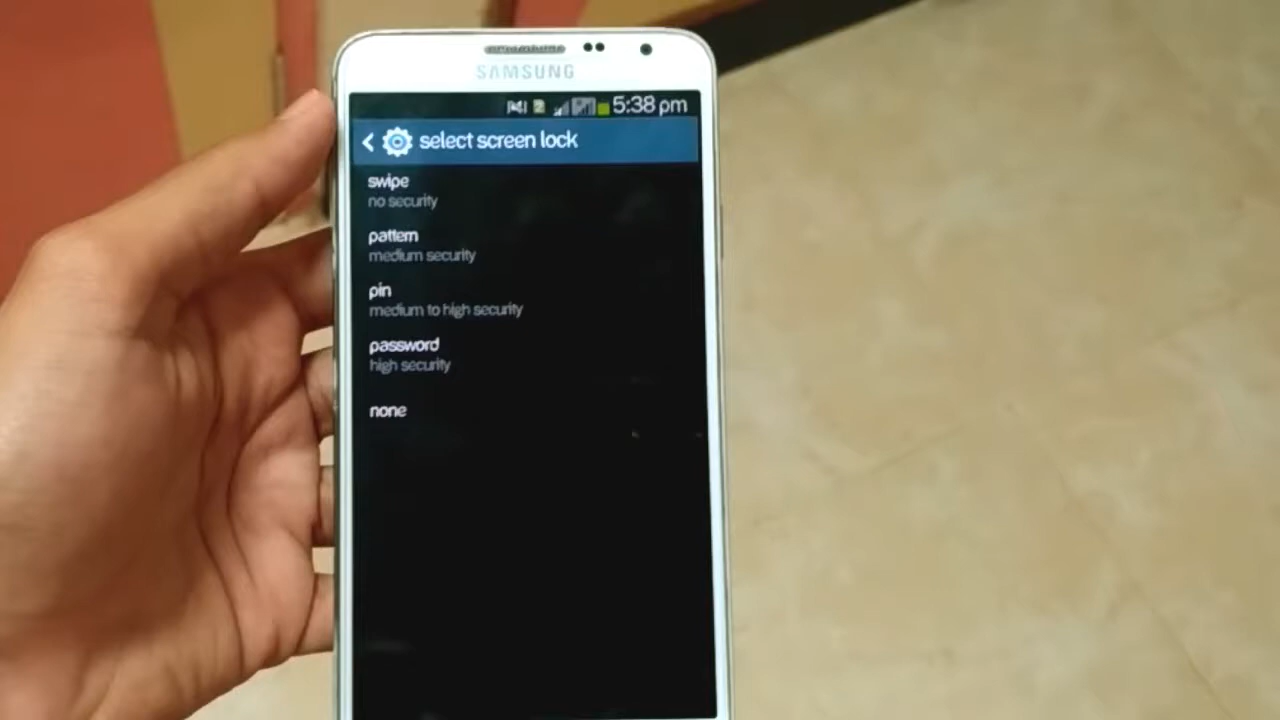 SAMSUNG
5:38 pm
select screen lock
swipe
no security
pattern
medium security
pin
medium to high security
password
high security
none